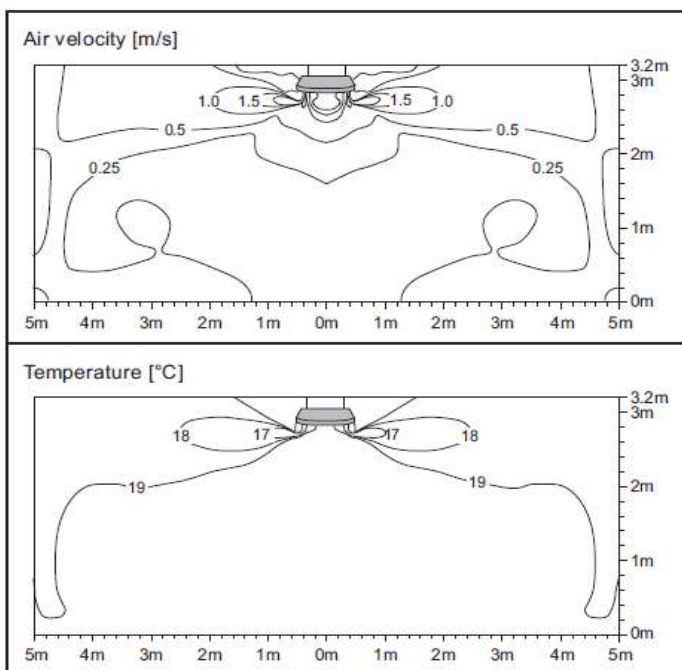 Air velocity [m/s]
3.2m
3m
1.0 1.5 1.5 1.0
0.5 0.5
2m
0.25 0.25
1m
0m
5m 4m 3m 2m 1m 0m 1m 2m 3m 4m 5m
Temperature [°C]
3.2m
3m
18 17 17 18
19 19
2m
1m
0m
5m 4m 3m 2m 1m 0m 1m 2m 3m 4m 5m